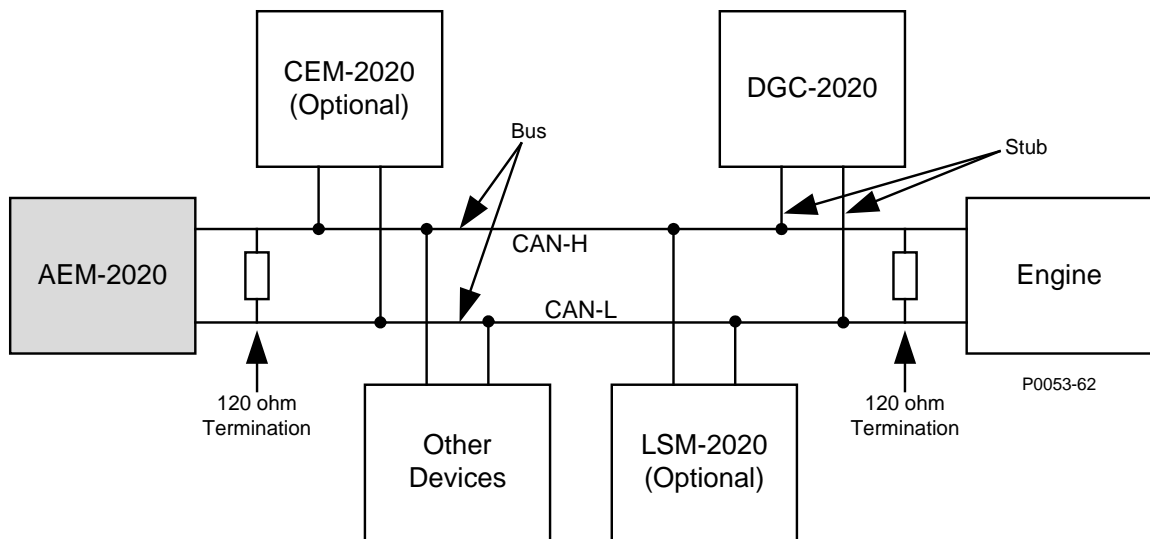 CEM-2020
(Optional)
DGC-2020
Bus
Stub
AEM-2020
CAN-H
Engine
CAN-L
P0053-62
120 ohm
Termination
120 ohm
Termination
Other
Devices
LSM-2020
(Optional)